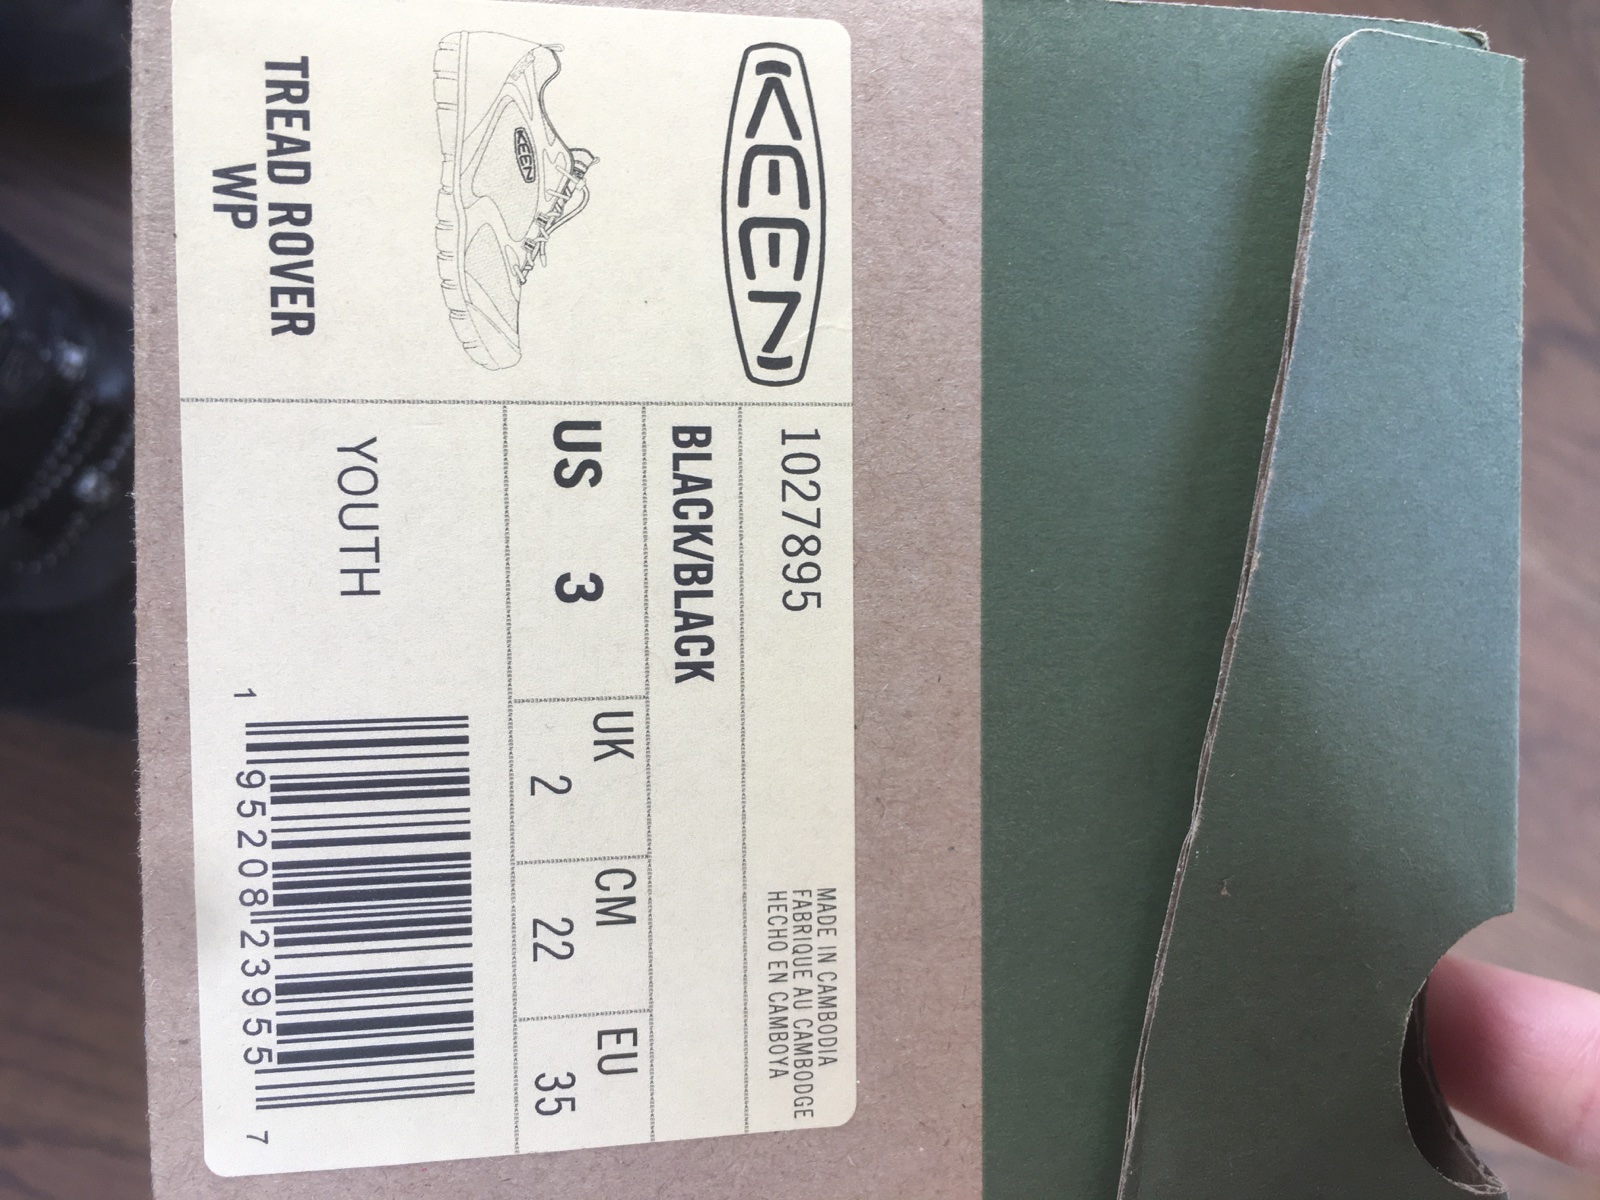 KEEN
KEEN
TREAD ROVER
WP
1027895
MADE IN CAMBODIA
FABRIQUE AU CAMBODGE
HECHO EN CAMBOYA
BLACK/BLACK
US 3
UK 2
CM 22
EU 35
YOUTH
1 95208 23955 7